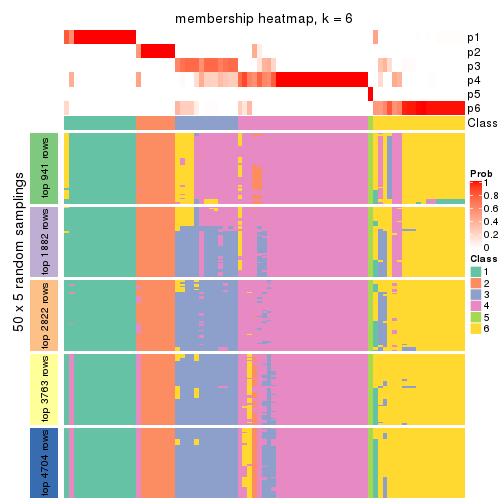 membership heatmap, k = 6
p1
p2
p3
p4
p5
p6
Class
50 x 5 random samplings
top 941 rows
top 1882 rows
top 2822 rows
top 3763 rows
top 4704 rows
Prob
1
0.8
0.6
0.4
0.2
0
Class
1
2
3
4
5
6